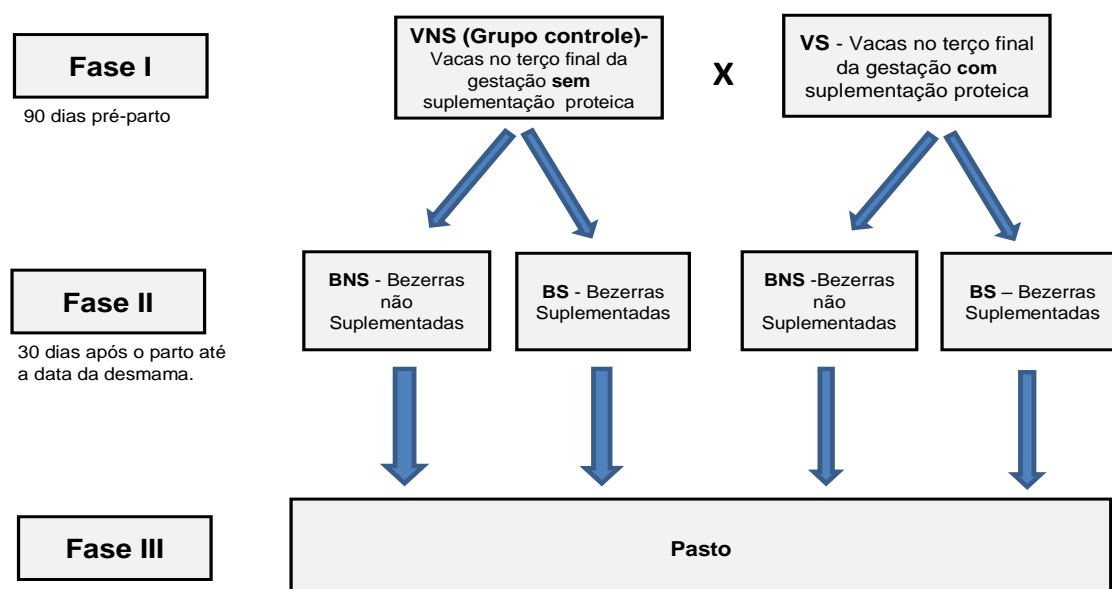 Fase I
90 dias pré-parto
VNS (Grupo controle)-
Vacas no terço final da
gestação sem
suplementação proteica
X
VS - Vacas no terço final
da gestação com
suplementação proteica
Fase II
30 dias após o parto até
a data da desmama.
BNS - Bezerras
não
Suplementadas
BS - Bezerras
Suplementadas
BNS -Bezerras
não
Suplementadas
BS – Bezerras
Suplementadas
Fase III
Pasto